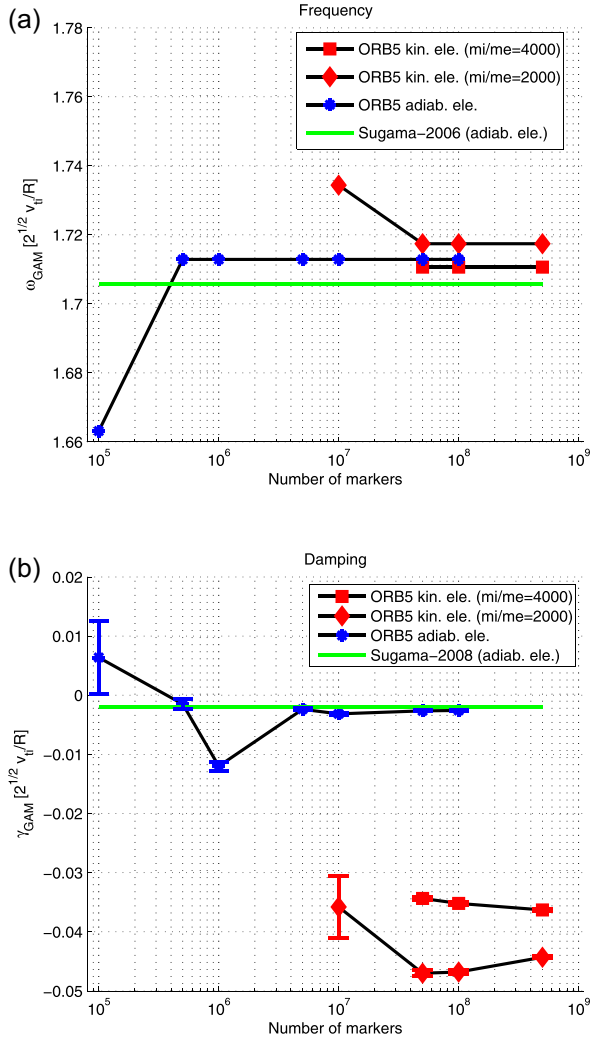 (a)
Frequency
ω_GAM [2^{1/2} v_{ti}/R]
1.78
1.76
1.74
1.72
1.7
1.68
1.66
ORB5 kin. ele. (mi/me=4000)
ORB5 kin. ele. (mi/me=2000)
ORB5 adiab. ele.
Sugama−2006 (adiab. ele.)
10^5 10^6 10^7 10^8 10^9
Number of markers
(b)
Damping
γ_GAM [2^{1/2} v_{ti}/R]
0.02
0.01
0
−0.01
−0.02
−0.03
−0.04
−0.05
ORB5 kin. ele. (mi/me=4000)
ORB5 kin. ele. (mi/me=2000)
ORB5 adiab. ele.
Sugama−2008 (adiab. ele.)
10^5 10^6 10^7 10^8 10^9
Number of markers